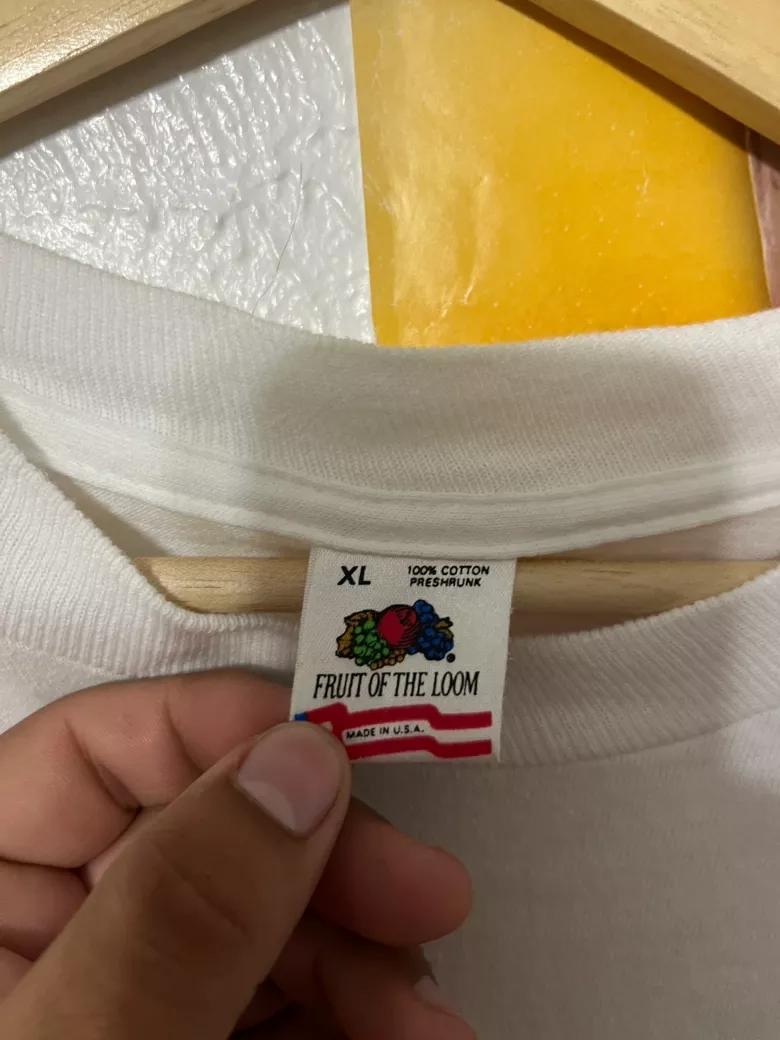 XL
100% COTTON
PRESHRUNK
FRUIT OF THE LOOM
MADE IN U.S.A.